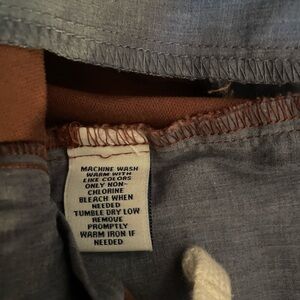 MACHINE WASH
WARM WITH
LIKE COLORS
ONLY NON-
CHLORINE
BLEACH WHEN
NEEDED
TUMBLE DRY LOW
REMOVE
PROMPTLY
WARM IRON IF
NEEDED